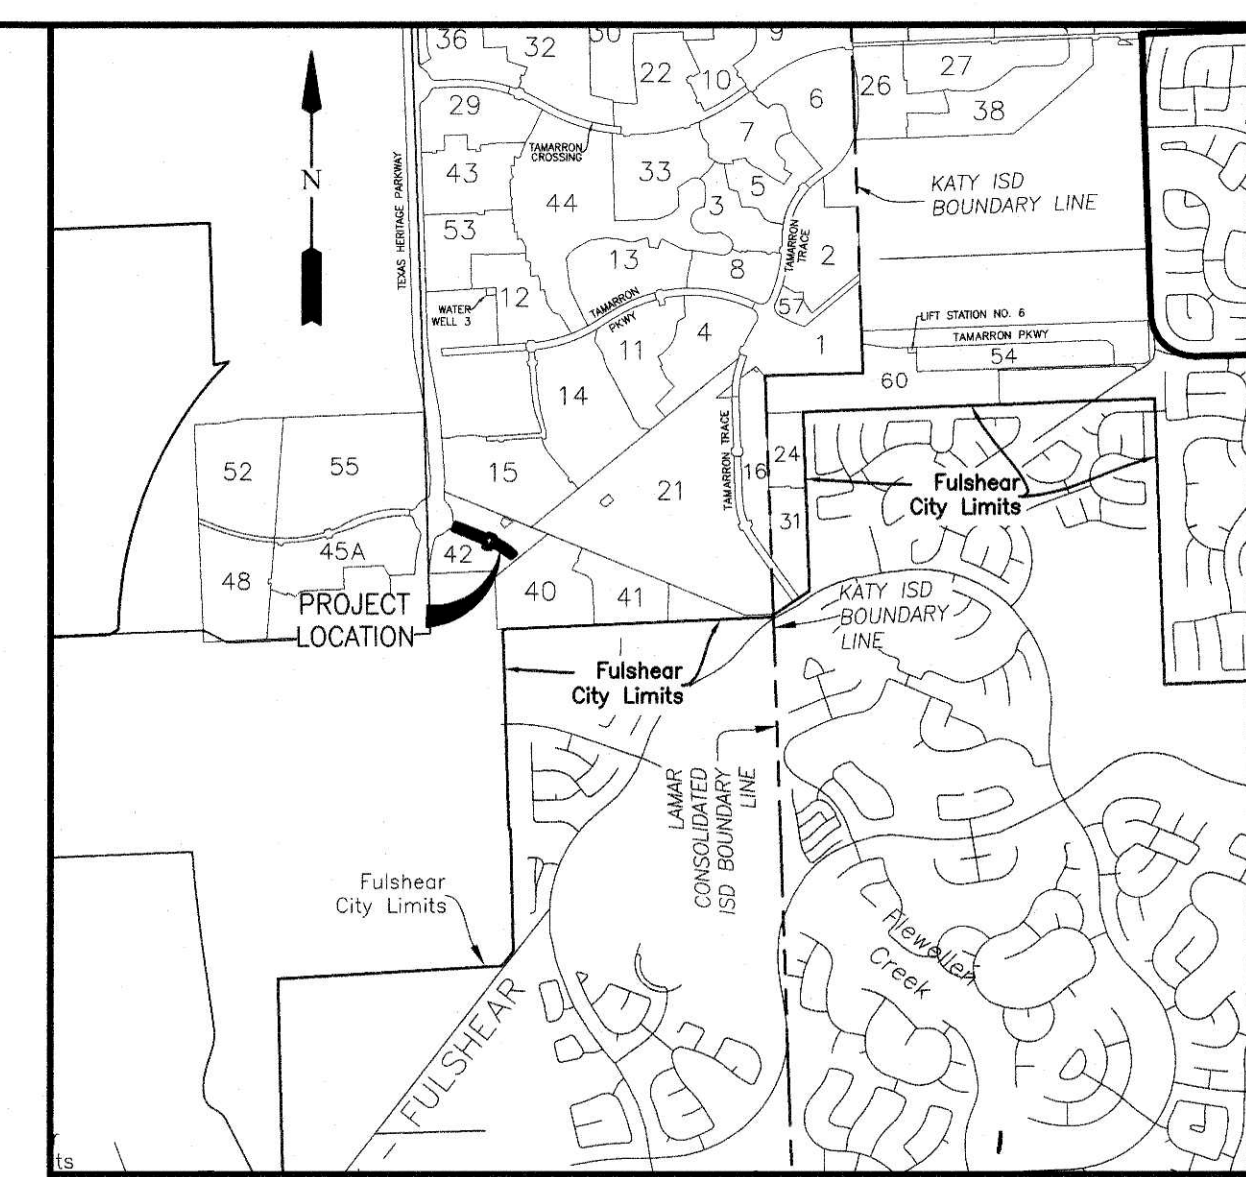 36
32
30
22
10
9
6
26
27
38
29
7
TAMARRON
CROSSING
43
33
5
3
44
KATY ISD
BOUNDARY LINE
N
TEXAS HERITAGE PARKWAY
53
13
8
TAMARRON
TRACE
2
12
WATER
WELL 3
TAMARRON
PKWY
57
LIFT STATION NO. 6
TAMARRON PKWY
11
4
1
54
60
14
TAMARRON TRACE
52
55
15
21
16
24
31
Fulshear
City Limits
45A
42
48
40
41
PROJECT
LOCATION
KATY ISD
BOUNDARY
LINE
Fulshear
City Limits
LAMAR
CONSOLIDATED
ISD BOUNDARY
LINE
Fulshear
City Limits
Flewellen
Creek
– FULSHEAR
ts